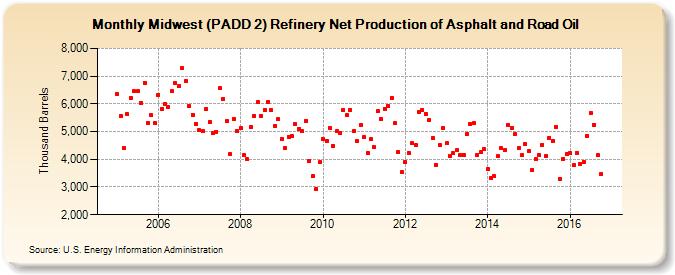 Monthly Midwest (PADD 2) Refinery Net Production of Asphalt and Road Oil
Thousand Barrels
8,000
7,000
6,000
5,000
4,000
3,000
2,000
2006 2008 2010 2012 2014 2016
Source: U.S. Energy Information Administration